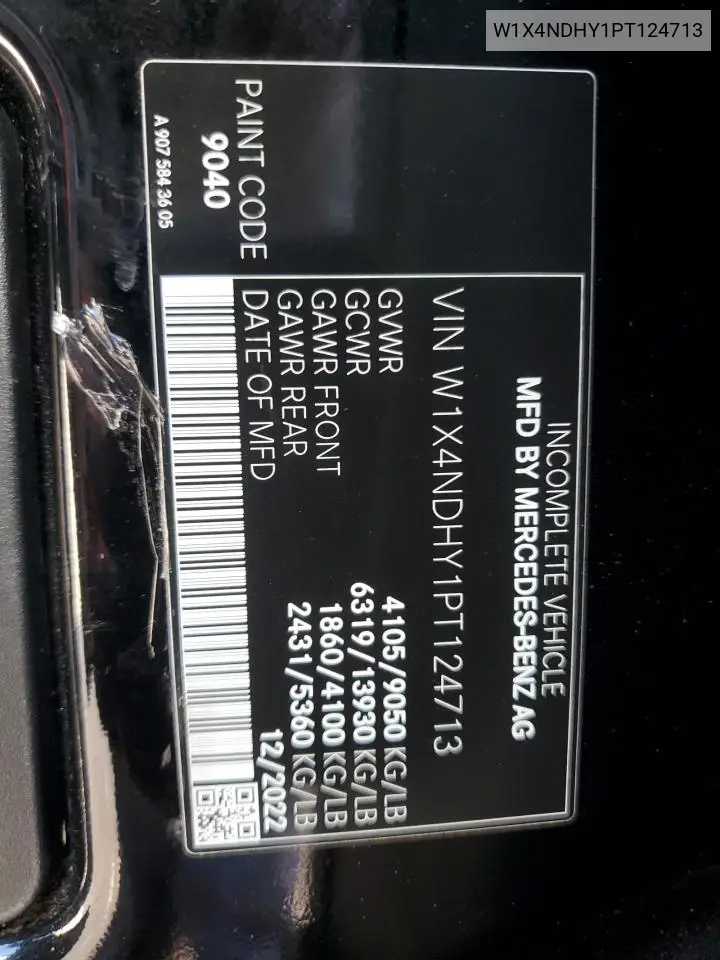 W1X4NDHY1PT124713
INCOMPLETE VEHICLE
MFD BY MERCEDES-BENZ AG
VIN W1X4NDHY1PT124713
GVWR 4105/9050 KG/LB
GCWR 6319/13930 KG/LB
GAWR FRONT 1860/4100 KG/LB
GAWR REAR 2431/5360 KG/LB
DATE OF MFD 12/2022
PAINT CODE
9040
A 907 584 36 05